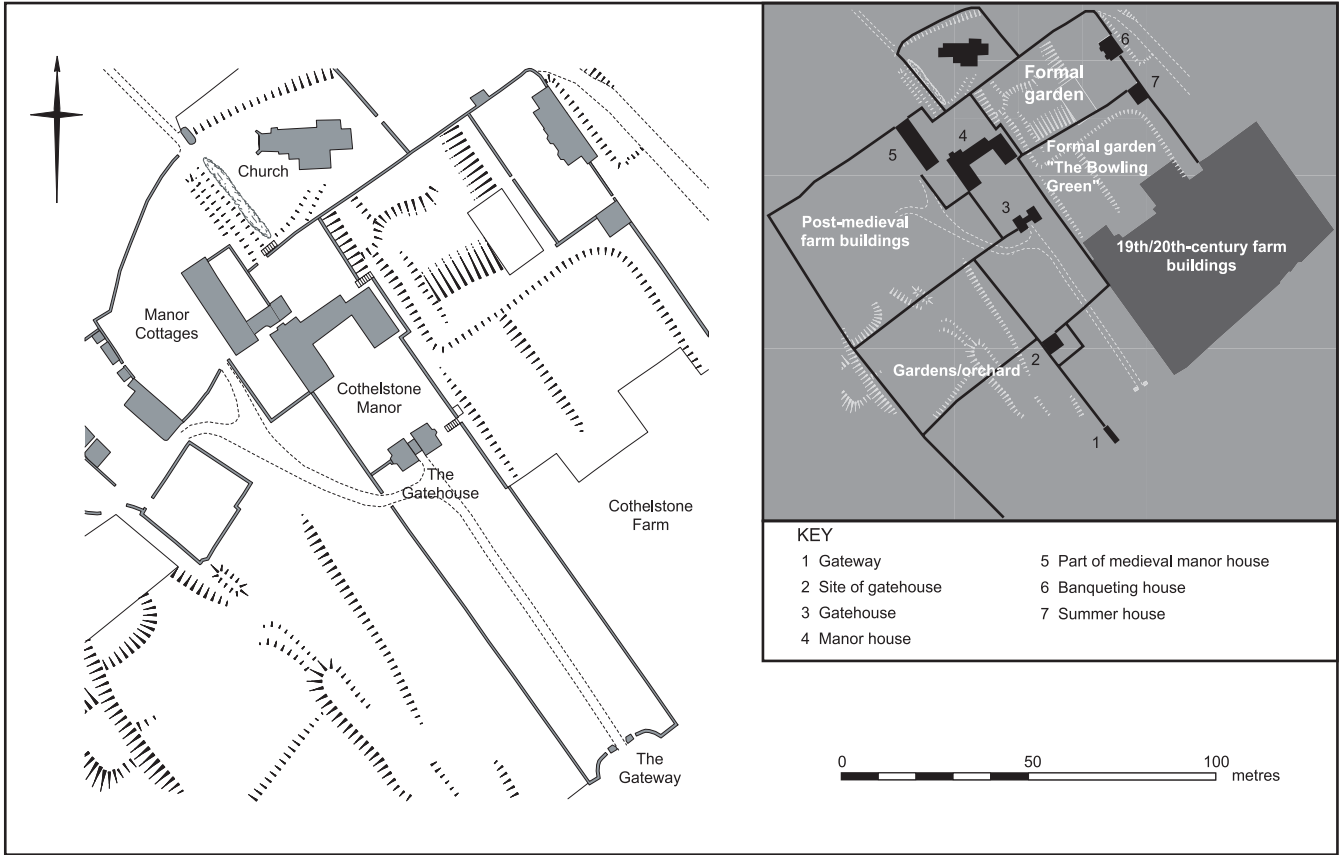 Church
Manor
Cottages
Cothelstone
Manor
The
Gatehouse
Cothelstone
Farm
The
Gateway
6
Formal
garden
7
4
5
Formal garden
"The Bowling
Green"
3
Post-medieval
farm buildings
19th/20th-century farm
buildings
2
Gardens/orchard
1
KEY
1 Gateway
2 Site of gatehouse
3 Gatehouse
4 Manor house
5 Part of medieval manor house
6 Banqueting house
7 Summer house
0 50 100
metres